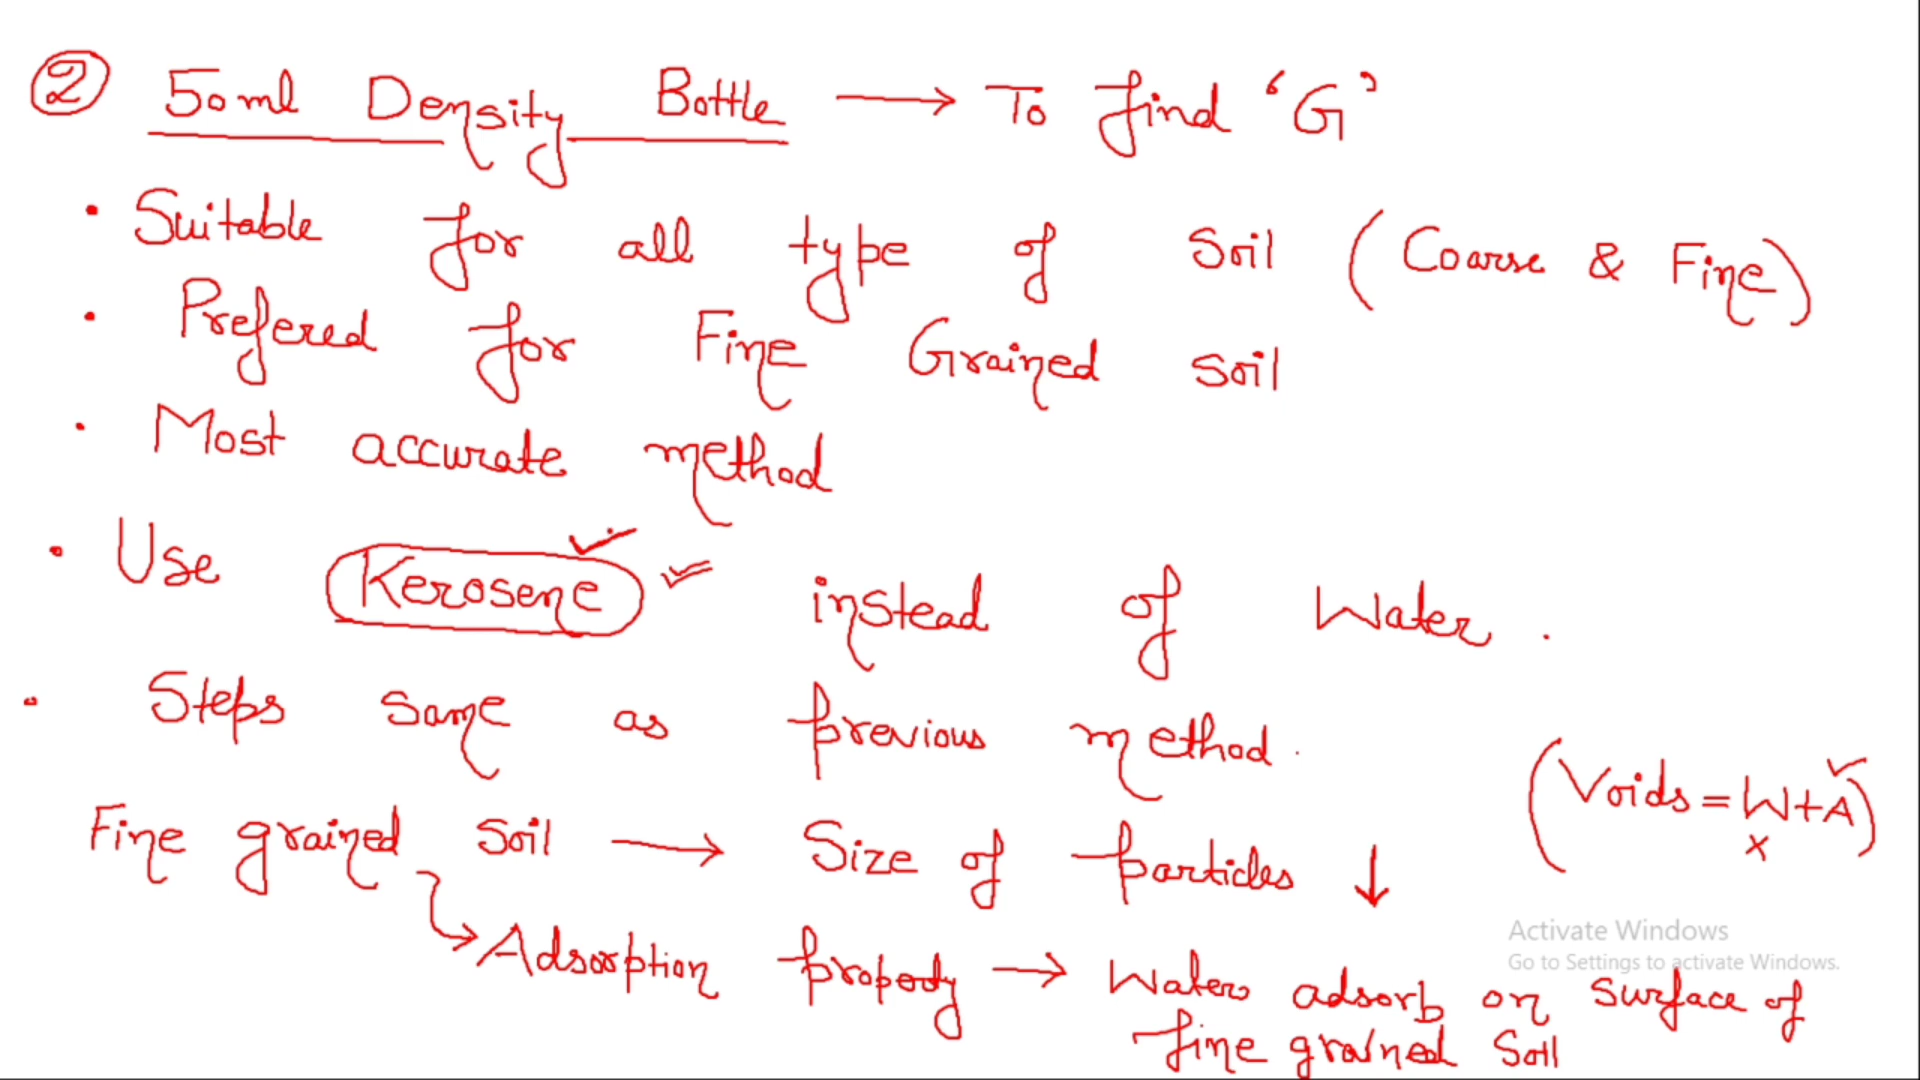 ② 50ml Density Bottle → To find 'G'
• Suitable for all type of Soil (Coarse & Fine)
• Prefered for Fine Grained Soil
• Most accurate method
• Use Kerosene ✓ ✓ instead of Water.
• Steps same as previous method.
(Voids = W+A) ✓
x
Fine grained Soil → Size of particles ↓
Adsorption property → Water adsorb on Surface of
fine grained Soil
Activate Windows
Go to Settings to activate Windows.